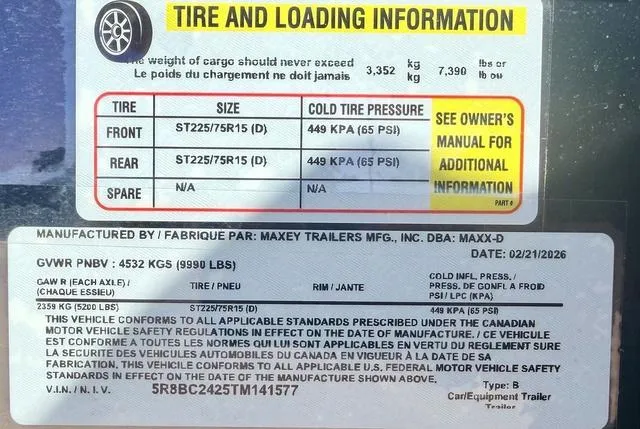 TIRE AND LOADING INFORMATION
The weight of cargo should never exceed
Le poids du chargement ne doit jamais
3,352 kg kg 7,390 lbs or lb ou
TIRE SIZE COLD TIRE PRESSURE
FRONT ST225/75R15 (D) 449 KPA (65 PSI)
REAR ST225/75R15 (D) 449 KPA (65 PSI)
SPARE N/A N/A
SEE OWNER'S
MANUAL FOR
ADDITIONAL
INFORMATION
PART #
MANUFACTURED BY / FABRIQUE PAR: MAXEY TRAILERS MFG., INC. DBA: MAXX-D
DATE: 02/21/2026
GVWR PNBV : 4532 KGS (9990 LBS)
GAWR (EACH AXLE) /
(CHAQUE ESSIEU)
TIRE / PNEU
RIM / JANTE
COLD INFL. PRESS. /
PRESS. DE GONFL A FROID
PSI / LPC (KPA)
2359 KG (5200 LBS) ST225/75R15 (D) 449 KPA (65 PSI)
THIS VEHICLE CONFORMS TO ALL APPLICABLE STANDARDS PRESCRIBED UNDER THE CANADIAN
MOTOR VEHICLE SAFETY REGULATIONS IN EFFECT ON THE DATE OF MANUFACTURE. / CE VEHICULE
EST CONFORME A TOUTES LES NORMES QUI LUI SONT APPLICABLES EN VERTU DU REGLEMENT SURE
LA SECURITE DES VEHICULES AUTOMOBILES DU CANADA EN VIGUEUR À LA DATE DE SA
FABRICATION. THIS VEHICLE CONFORMS TO ALL APPLICABLE U.S. FEDERAL MOTOR VEHICLE SAFETY
STANDARDS IN EFFECT ON THE DATE OF THE MANUFACTURE SHOWN ABOVE.
V.I.N. / N.I.V. 5R8BC2425TM141577
Type: B
Car/Equipment Trailer
Trailer